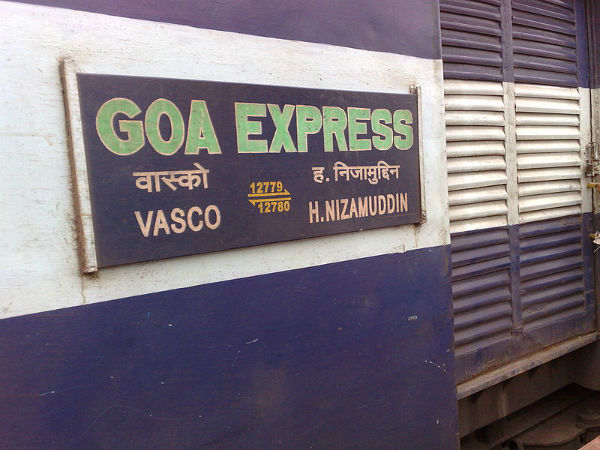 GOA EXPRESS
वास्को 12779 ह. निजामुद्दिन
VASCO 12780 H.NIZAMUDDIN